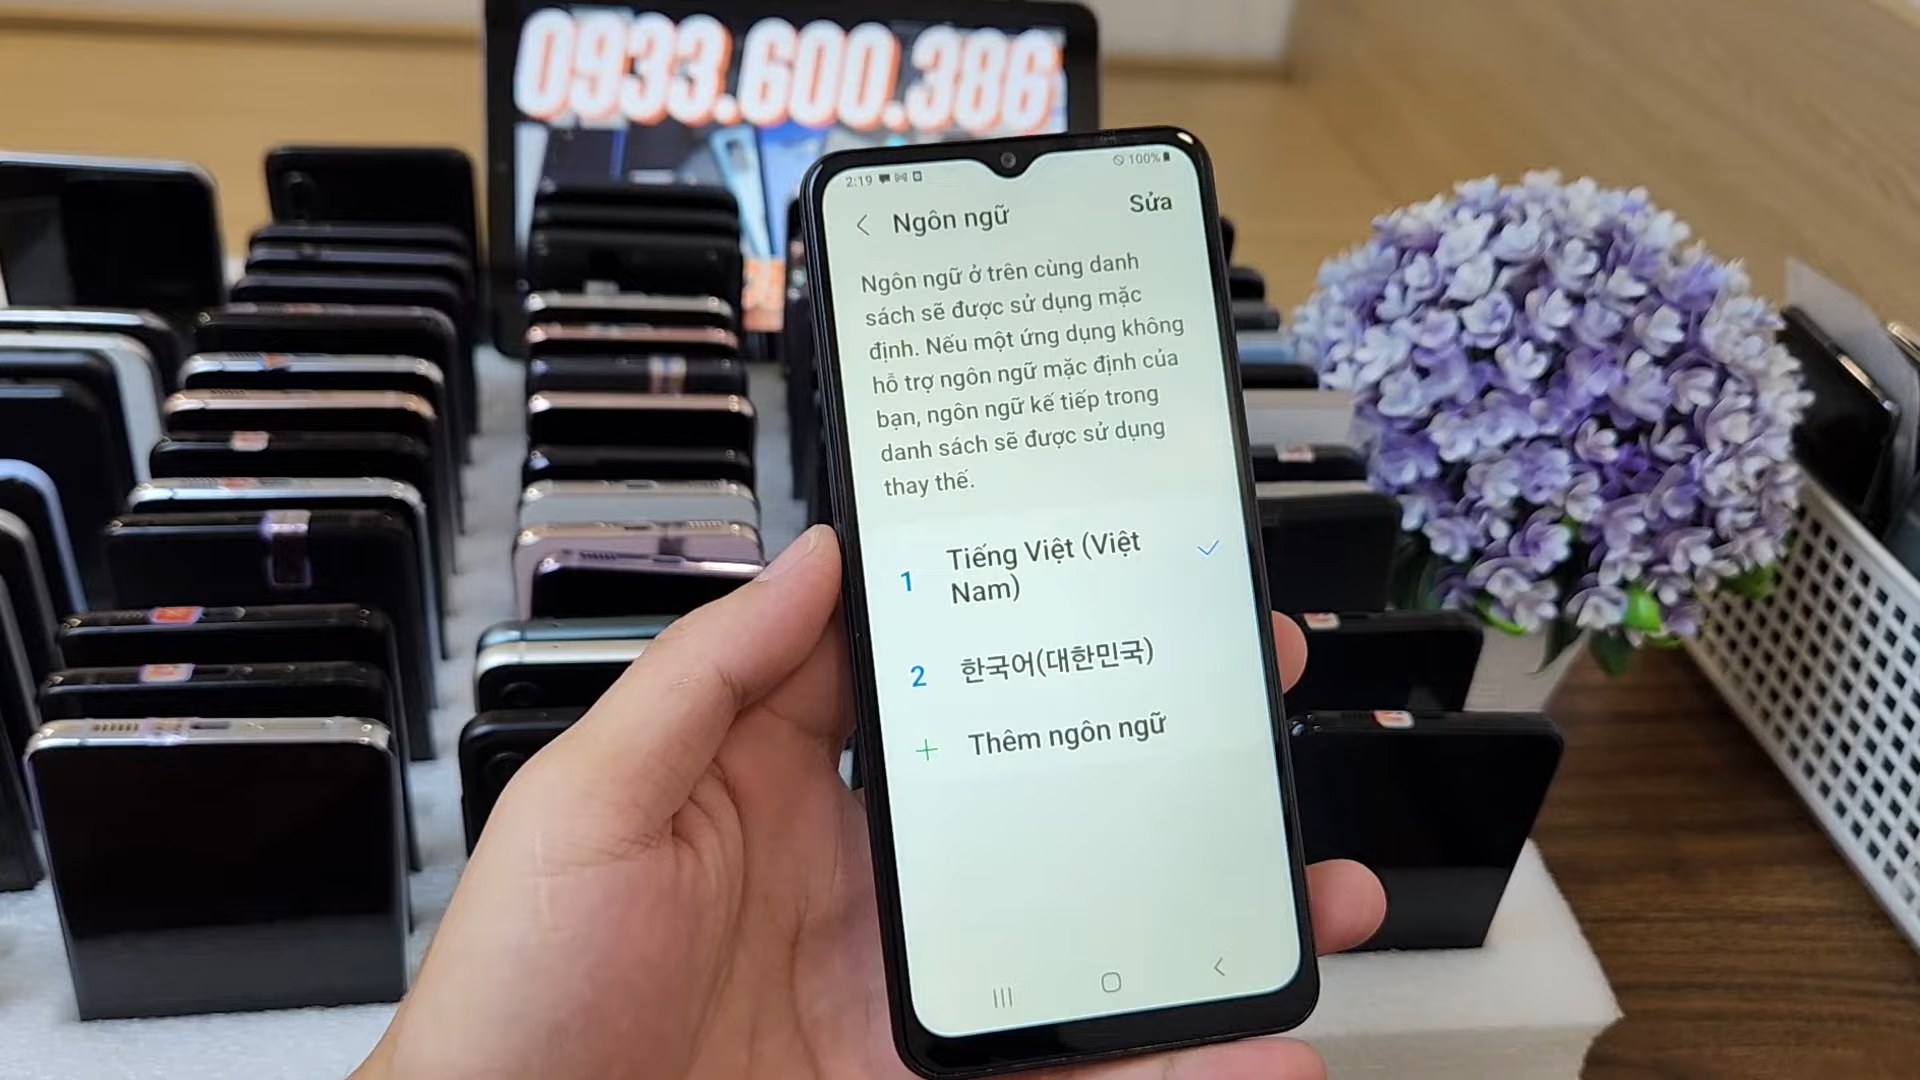 0933.600.386
2:19
100%
Ngôn ngữ
Sửa
Ngôn ngữ ở trên cùng danh
sách sẽ được sử dụng mặc
định. Nếu một ứng dụng không
hỗ trợ ngôn ngữ mặc định của
bạn, ngôn ngữ kế tiếp trong
danh sách sẽ được sử dụng
thay thế.
1 Tiếng Việt (Việt
Nam)
2 한국어(대한민국)
+ Thêm ngôn ngữ